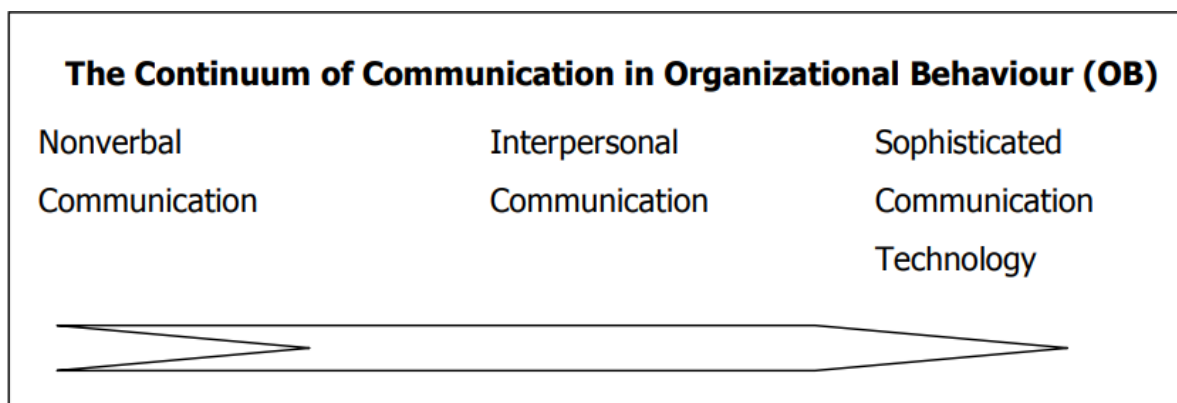 The Continuum of Communication in Organizational Behaviour (OB)
Nonverbal Interpersonal Sophisticated
Communication Communication Communication
Technology